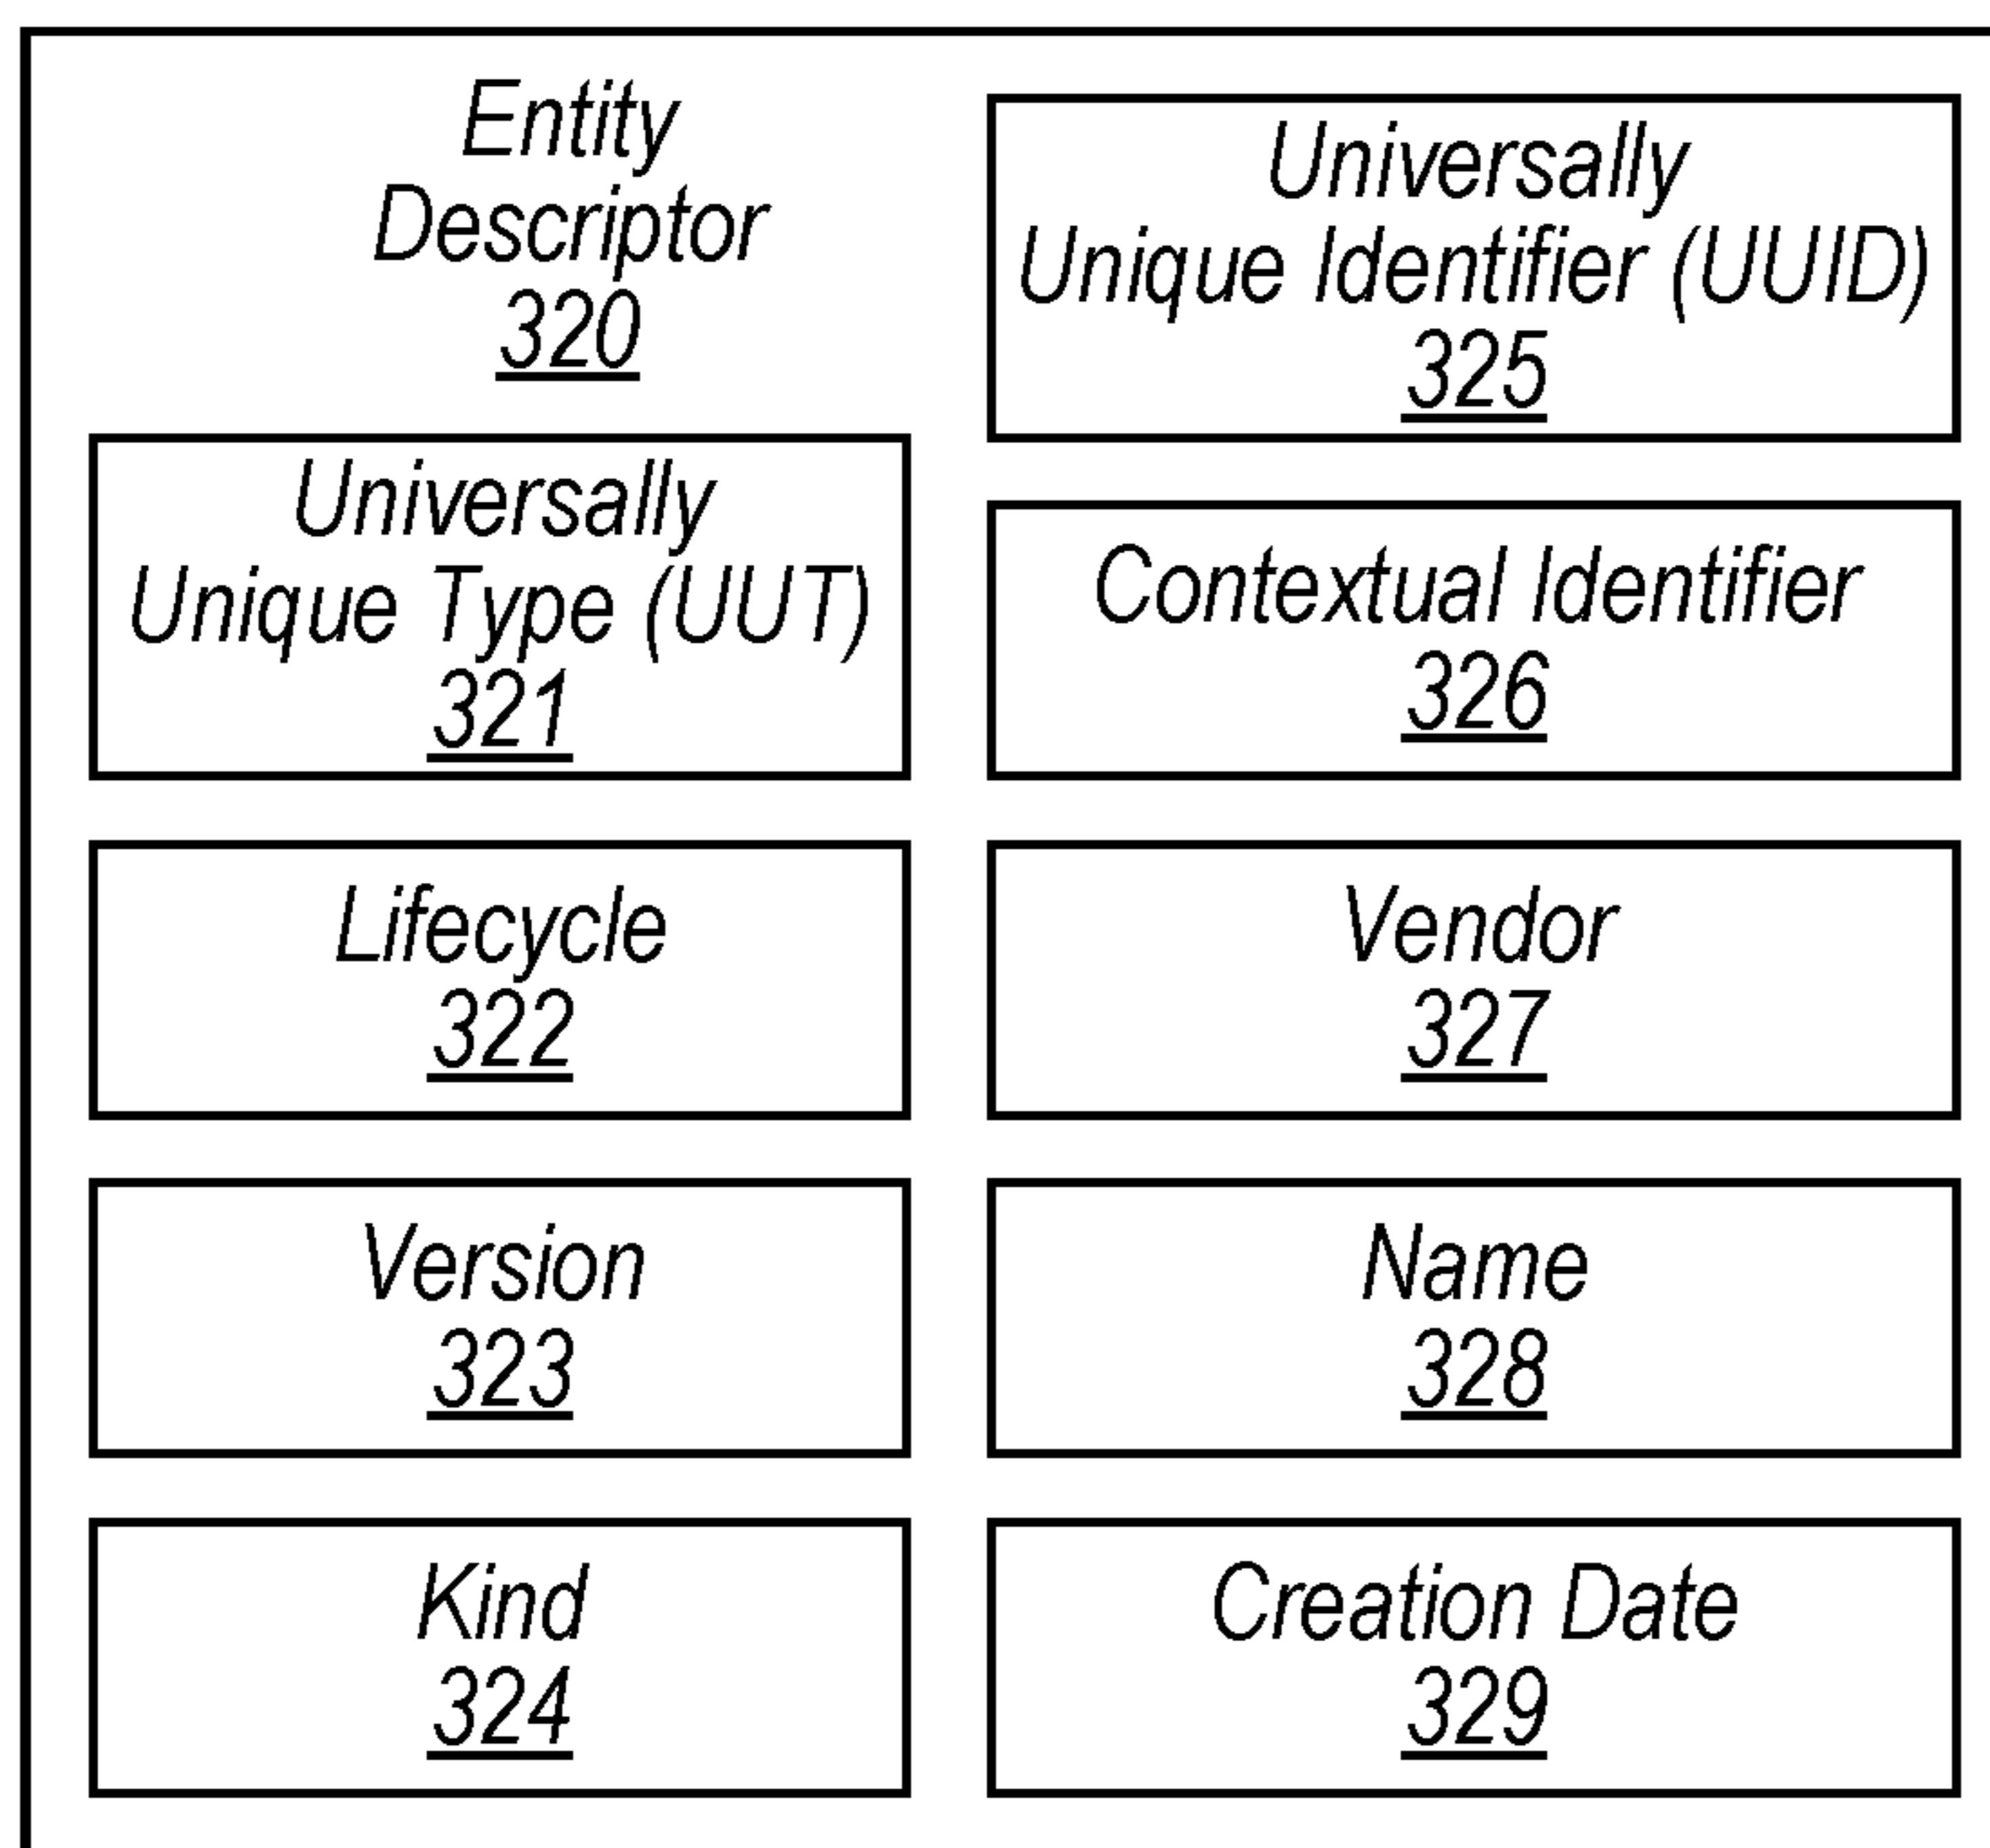 Entity
Descriptor
320
Universally
Unique Type (UUT)
321
Lifecycle
322
Version
323
Kind
324
Universally
Unique Identifier (UUID)
325
Contextual Identifier
326
Vendor
327
Name
328
Creation Date
329